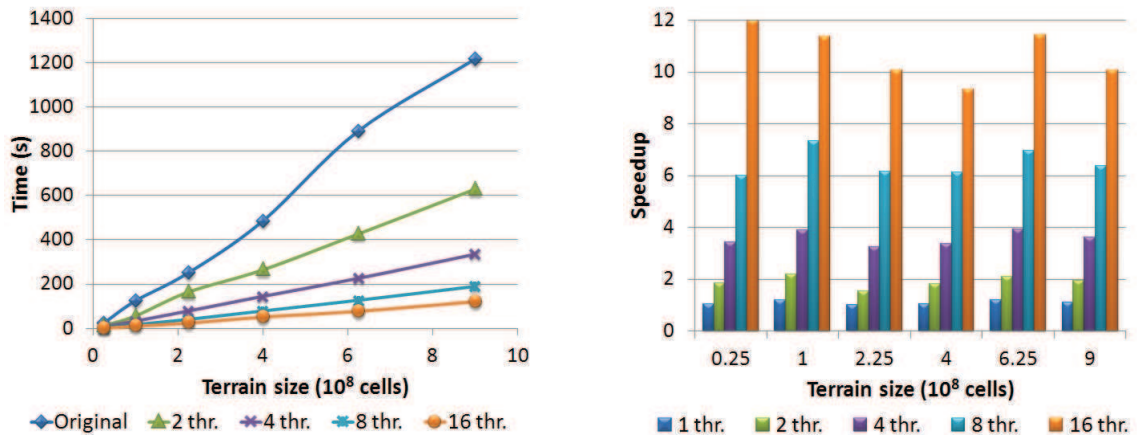 1400
1200
1000
800
600
400
200
0
Time (s)
0 2 4 6 8 10
Terrain size (10⁸ cells)
Original 2 thr. 4 thr. 8 thr. 16 thr.
12
10
8
6
4
2
0
Speedup
0.25 1 2.25 4 6.25 9
Terrain size (10⁸ cells)
1 thr. 2 thr. 4 thr. 8 thr. 16 thr.